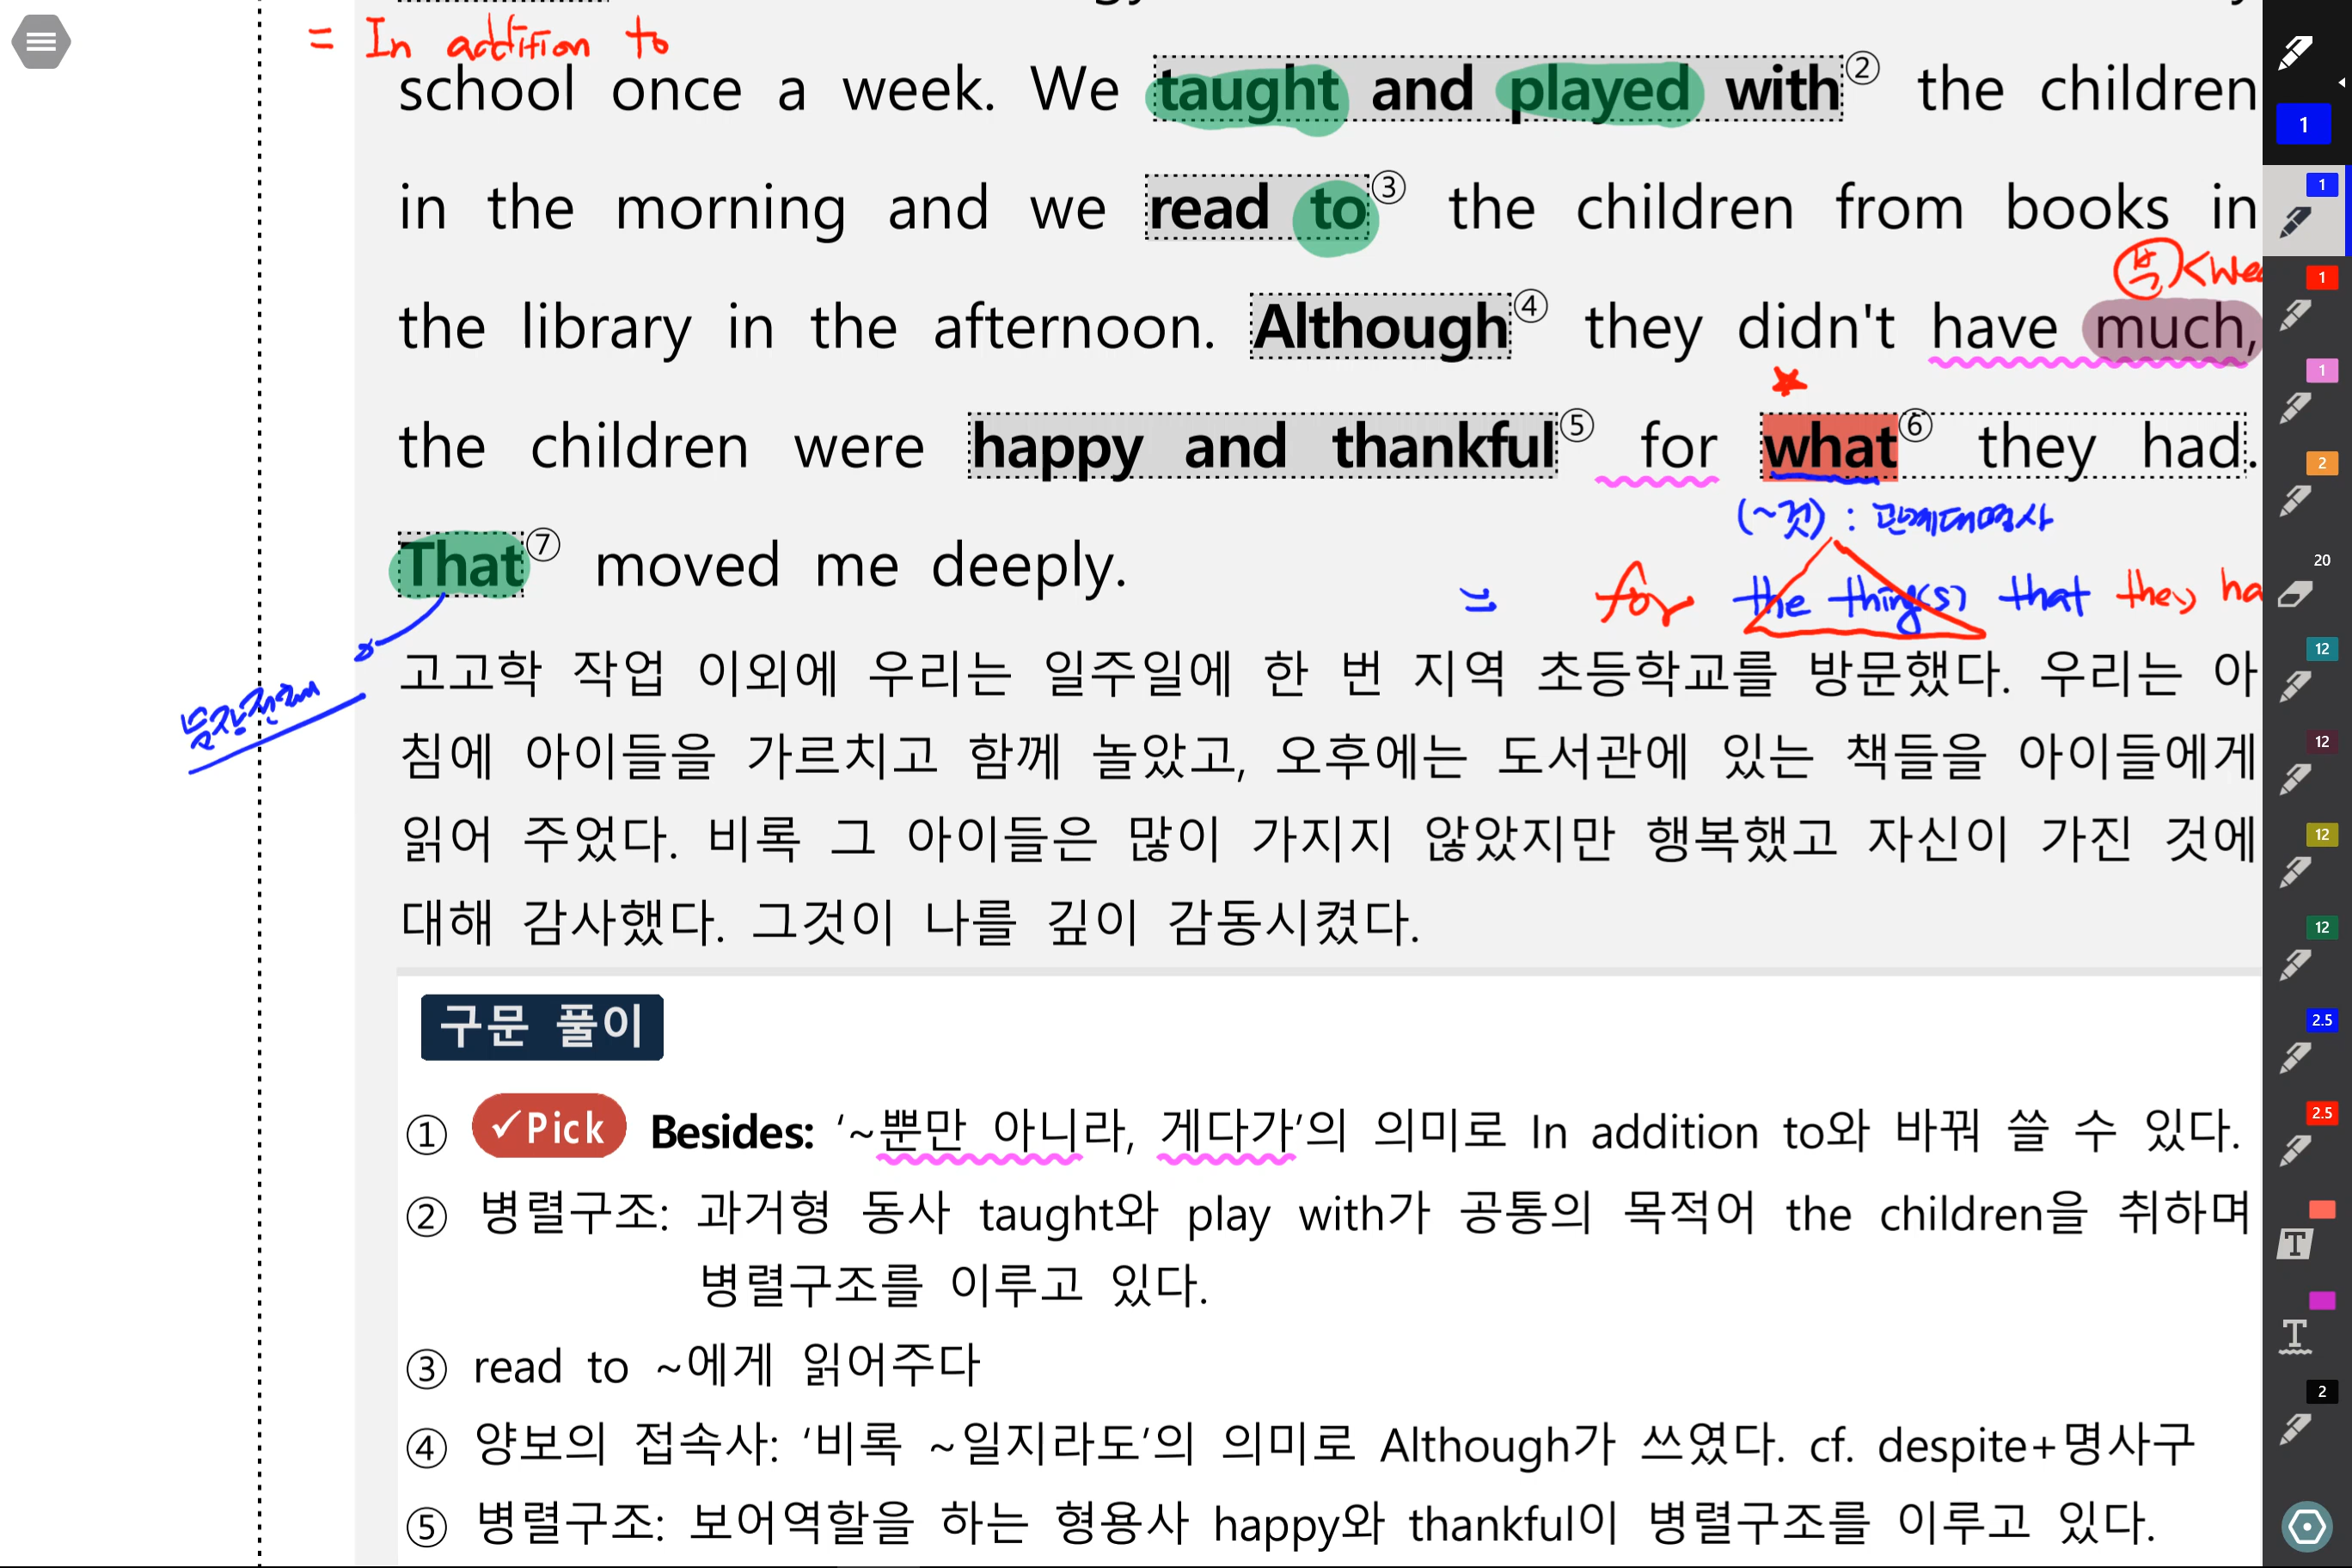 = In addition to
school once a week. We taught and played with② the children
in the morning and we read to③ the children from books in
the library in the afternoon. Although④ they didn't have much,
the children were happy and thankful⑤ for what⑥ they had.
(~것) : 관계대명사
That⑦ moved me deeply.
= for the thing(s) that they ha
고고학 작업 이외에 우리는 일주일에 한 번 지역 초등학교를 방문했다. 우리는 아
침에 아이들을 가르치고 함께 놀았고, 오후에는 도서관에 있는 책들을 아이들에게
읽어 주었다. 비록 그 아이들은 많이 가지지 않았지만 행복했고 자신이 가진 것에
대해 감사했다. 그것이 나를 깊이 감동시켰다.
구문 풀이
① ✓Pick Besides: ‘~뿐만 아니라, 게다가’의 의미로 In addition to와 바꿔 쓸 수 있다.
② 병렬구조: 과거형 동사 taught와 play with가 공통의 목적어 the children을 취하며
병렬구조를 이루고 있다.
③ read to ~에게 읽어주다
④ 양보의 접속사: ‘비록 ~일지라도’의 의미로 Although가 쓰였다. cf. despite+명사구
⑤ 병렬구조: 보어역할을 하는 형용사 happy와 thankful이 병렬구조를 이루고 있다.
1
1
1
1
2
20
12
12
12
12
2.5
2.5
T
T
2